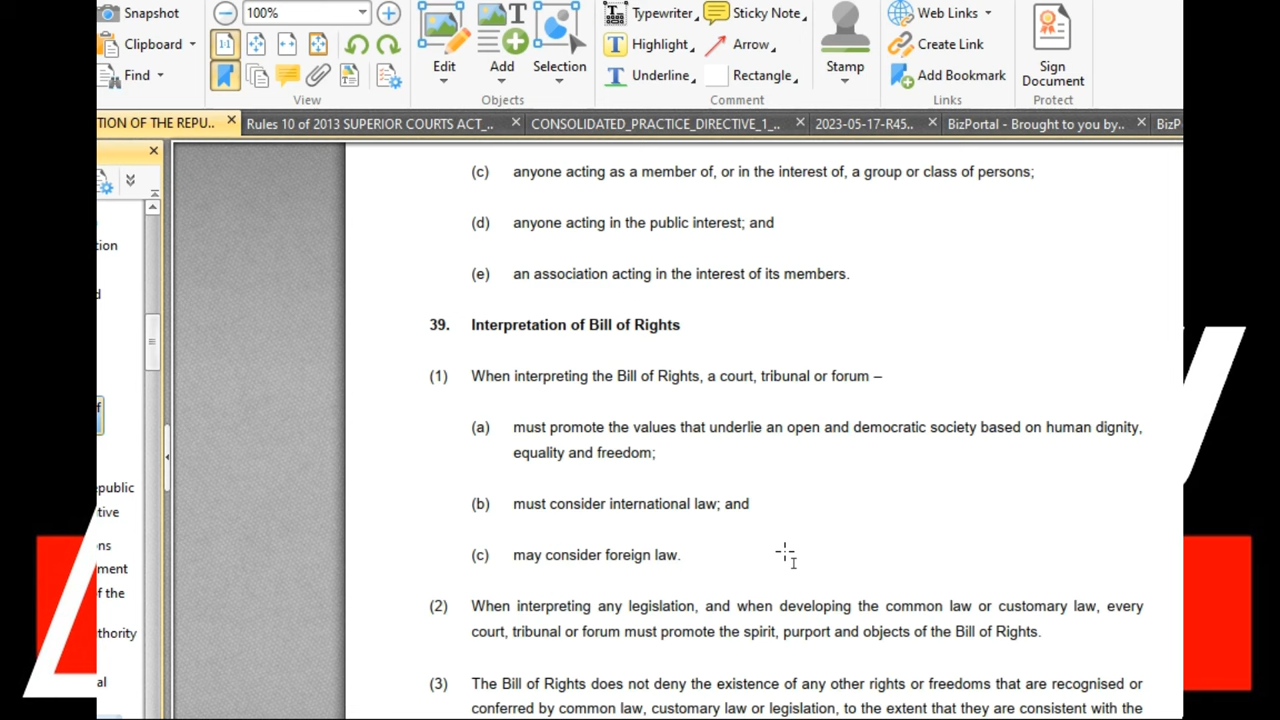 Snapshot
Clipboard
Find
100%
View
Edit
Add
Selection
Objects
Typewriter
Highlight
Underline
Sticky Note
Arrow
Rectangle
Comment
Stamp
Web Links
Create Link
Add Bookmark
Links
Sign
Document
Protect
TION OF THE REPU..
Rules 10 of 2013 SUPERIOR COURTS ACT_..
CONSOLIDATED_PRACTICE_DIRECTIVE_1_..
2023-05-17-R45..
BizPortal - Brought to you by..
BizP
tion
d
f
public
tive
ons
ment
f the
thority
al
(c) anyone acting as a member of, or in the interest of, a group or class of persons;
(d) anyone acting in the public interest; and
(e) an association acting in the interest of its members.
39. Interpretation of Bill of Rights
(1) When interpreting the Bill of Rights, a court, tribunal or forum –
(a) must promote the values that underlie an open and democratic society based on human dignity,
equality and freedom;
(b) must consider international law; and
(c) may consider foreign law.
(2) When interpreting any legislation, and when developing the common law or customary law, every
court, tribunal or forum must promote the spirit, purport and objects of the Bill of Rights.
(3) The Bill of Rights does not deny the existence of any other rights or freedoms that are recognised or
conferred by common law, customary law or legislation, to the extent that they are consistent with the